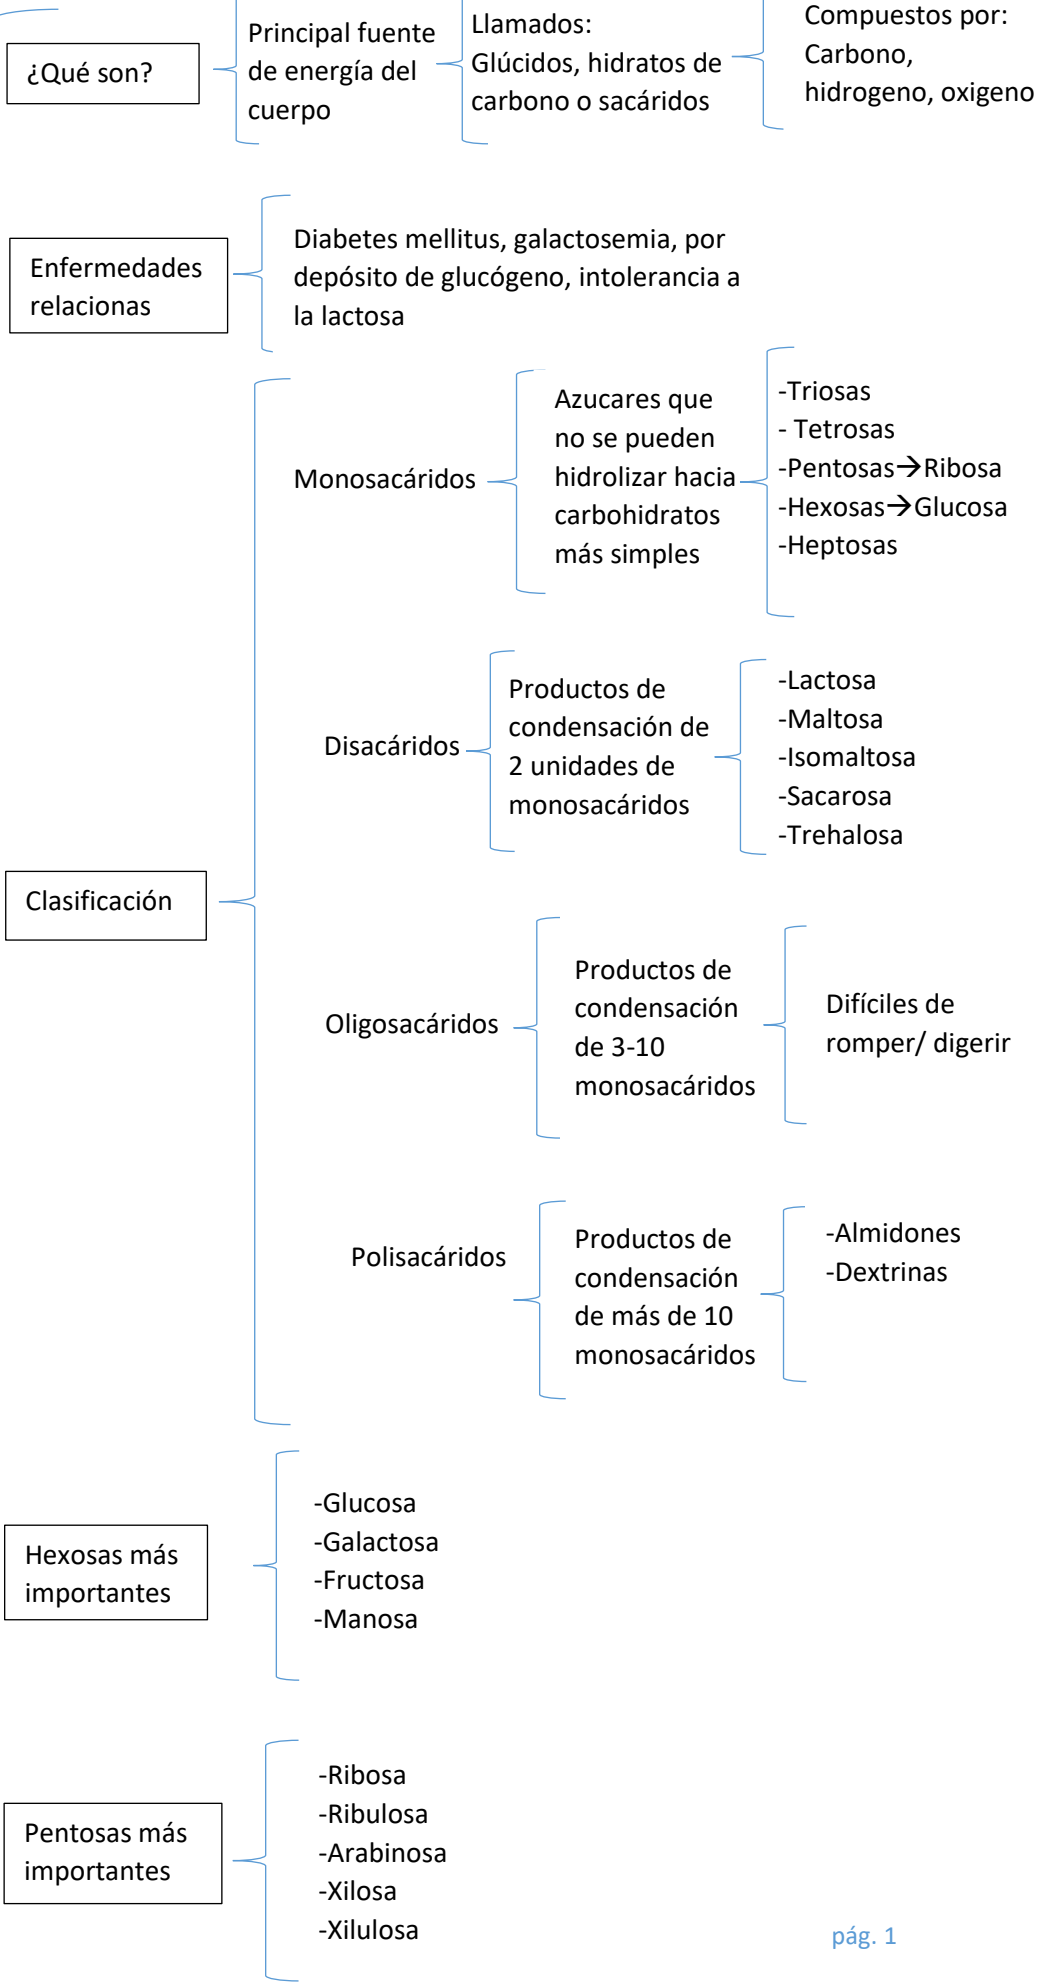 ¿Qué son?
Principal fuente
de energía del
cuerpo
Llamados:
Glúcidos, hidratos de
carbono o sacáridos
Compuestos por:
Carbono,
hidrogeno, oxigeno
Enfermedades
relacionas
Diabetes mellitus, galactosemia, por
depósito de glucógeno, intolerancia a
la lactosa
Clasificación
Monosacáridos
Azucares que
no se pueden
hidrolizar hacia
carbohidratos
más simples
-Triosas
- Tetrosas
-Pentosas→Ribosa
-Hexosas→Glucosa
-Heptosas
Disacáridos
Productos de
condensación de
2 unidades de
monosacáridos
-Lactosa
-Maltosa
-Isomaltosa
-Sacarosa
-Trehalosa
Oligosacáridos
Productos de
condensación
de 3-10
monosacáridos
Difíciles de
romper/ digerir
Polisacáridos
Productos de
condensación
de más de 10
monosacáridos
-Almidones
-Dextrinas
Hexosas más
importantes
-Glucosa
-Galactosa
-Fructosa
-Manosa
Pentosas más
importantes
-Ribosa
-Ribulosa
-Arabinosa
-Xilosa
-Xilulosa
pág. 1